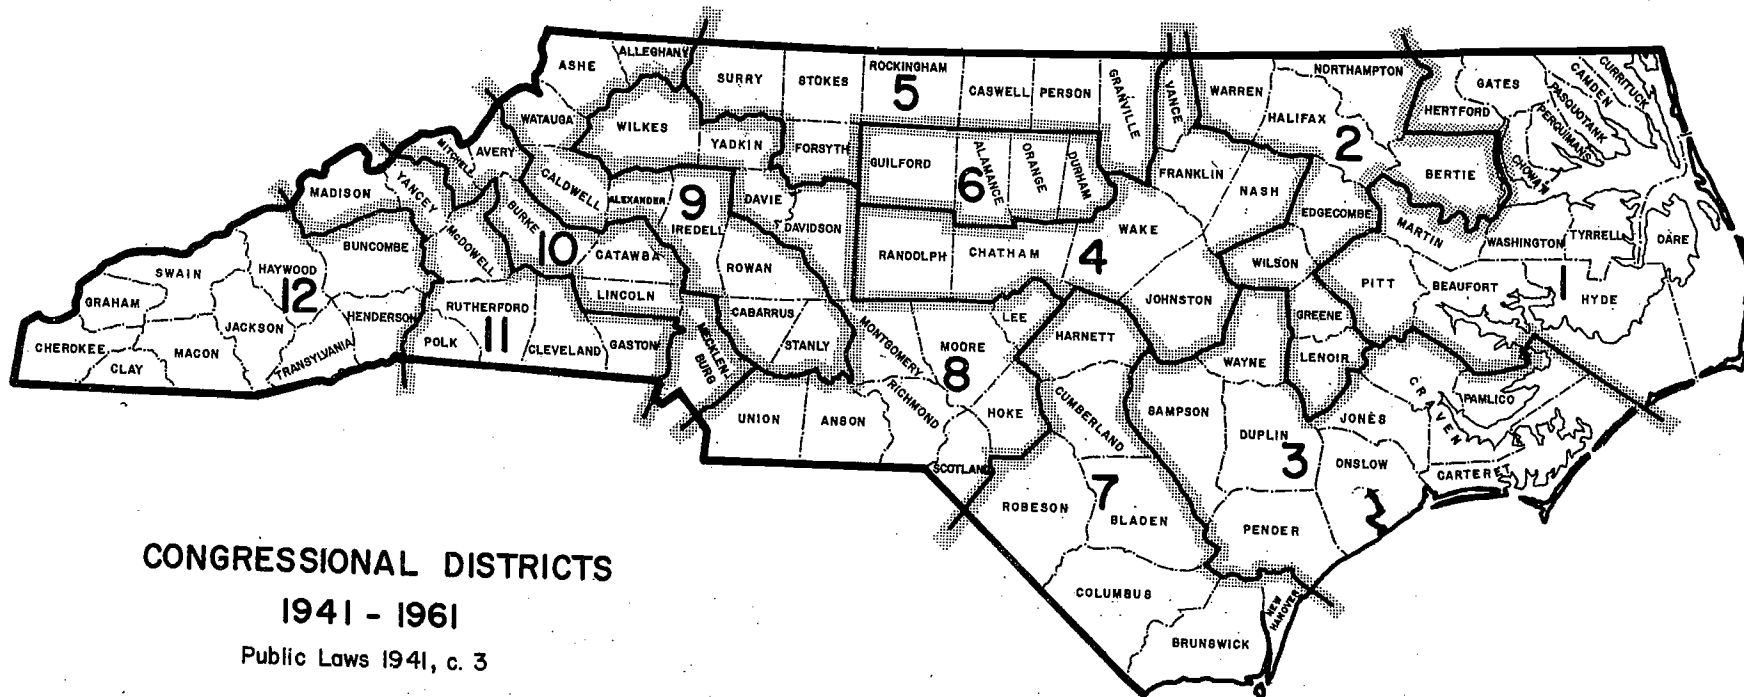 ALLEGHANY
ASHE
SURRY
STOKES
ROCKINGHAM
5
CASWELL
PERSON
GRANVILLE
VANCE
WARREN
NORTHAMPTON
GATES
CURRITUCK
CAMDEN
PASQUOTANK
PERQUIMANS
CHOWAN
HERTFORD
WATAUGA
WILKES
YADKIN
FORSYTH
GUILFORD
ALAMANCE
ORANGE
DURHAM
6
FRANKLIN
HALIFAX
2
NASH
BERTIE
MITCHELL
AVERY
MADISON
YANCEY
CALDWELL
ALEXANDER
9
IREDELL
DAVIE
DAVIDSON
BURKE
10
CATAWBA
ROWAN
RANDOLPH
CHATHAM
4
WAKE
EDGECOMBE
MARTIN
WASHINGTON
TYRRELL
DARE
BUNCOMBE
McDOWELL
SWAIN
HAYWOOD
12
GRAHAM
JACKSON
HENDERSON
CHEROKEE
MACON
CLAY
TRANSYLVANIA
RUTHERFORD
POLK
11
CLEVELAND
LINCOLN
GASTON
MECKLEN-
BURG
CABARRUS
STANLY
MONTGOMERY
MOORE
8
LEE
HARNETT
JOHNSTON
WILSON
GREENE
PITT
BEAUFORT
1
HYDE
WAYNE
LENOIR
UNION
ANSON
RICHMOND
HOKE
SCOTLAND
CUMBERLAND
SAMPSON
DUPLIN
3
JONES
CRAVEN
PAMLICO
ONSLOW
CARTERET
ROBESON
7
BLADEN
PENDER
COLUMBUS
NEW
HANOVER
BRUNSWICK
CONGRESSIONAL DISTRICTS
1941 - 1961
Public Laws 1941, c. 3